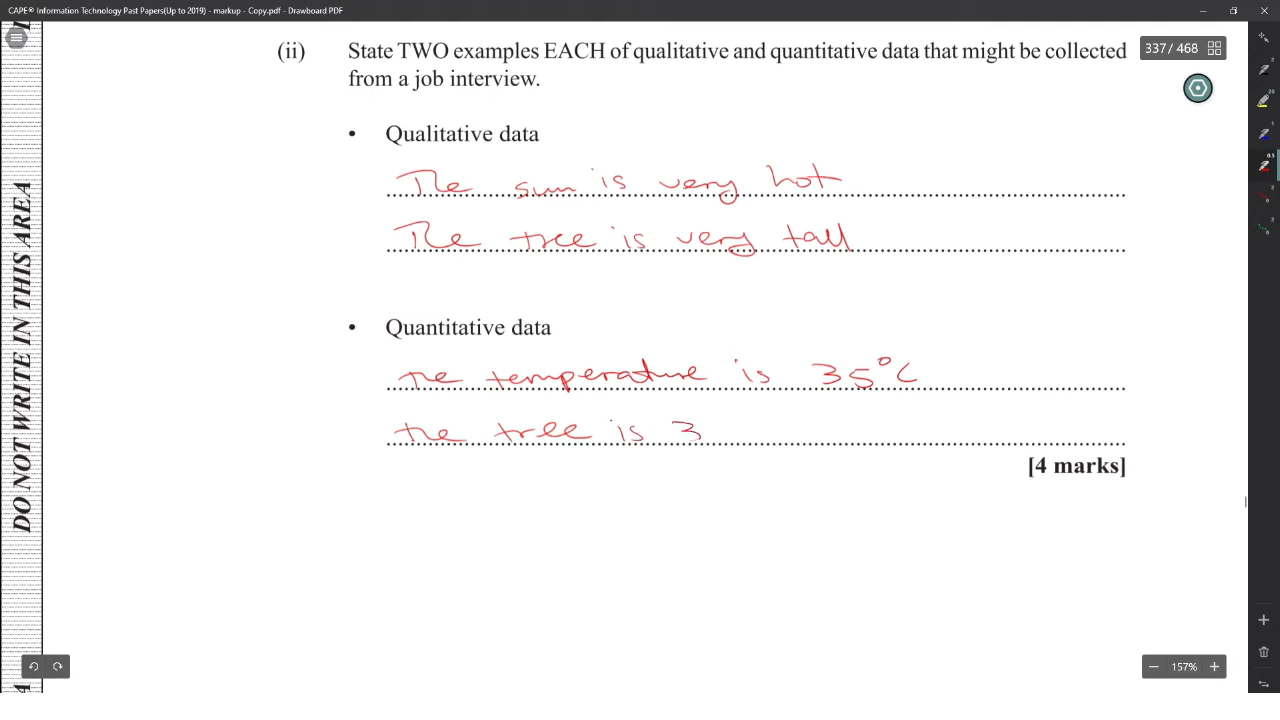 CAPE® Information Technology Past Papers(Up to 2019) - markup - Copy.pdf - Drawboard PDF
(ii) State TWO examples EACH of qualitative and quantitative data that might be collected
337 / 468
from a job interview.
• Qualitative data
The sun is very hot
The tree is very tall
• Quantitative data
The temperature is 35°C
the tree is 3
[4 marks]
DO NOT WRITE IN THIS AREA
157%